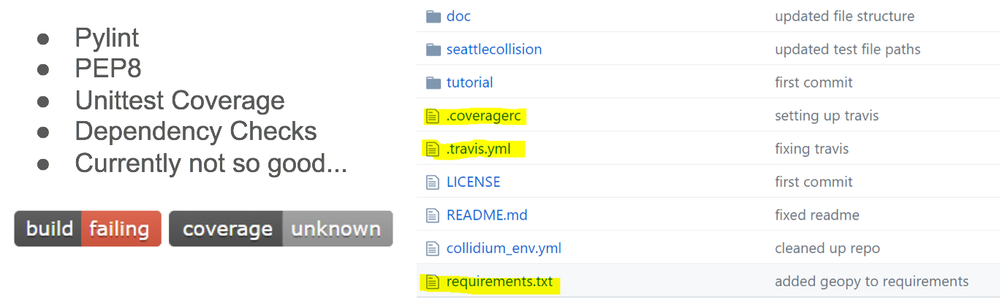 Pylint
PEP8
Unittest Coverage
Dependency Checks
Currently not so good...
build failing coverage unknown
doc updated file structure
seattlecollision updated test file paths
tutorial first commit
.coveragerc setting up travis
.travis.yml fixing travis
LICENSE first commit
README.md fixed readme
collidium_env.yml cleaned up repo
requirements.txt added geopy to requirements